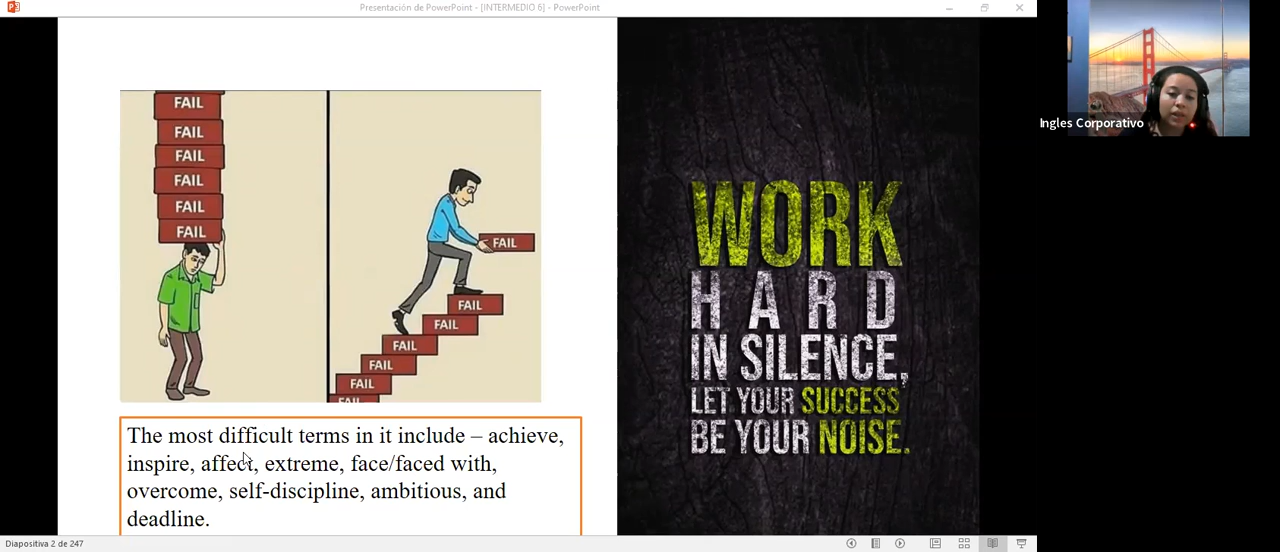 Presentación de PowerPoint - [INTERMEDIO 6] - PowerPoint
FAIL
FAIL
FAIL
FAIL
FAIL
FAIL
FAIL
FAIL
FAIL
FAIL
FAIL
FAIL
FAIL
The most difficult terms in it include – achieve,
inspire, affect, extreme, face/faced with,
overcome, self-discipline, ambitious, and
deadline.
WORK
HARD
IN SILENCE,
LET YOUR SUCCESS
BE YOUR NOISE.
Ingles Corporativo
Diapositiva 2 de 247